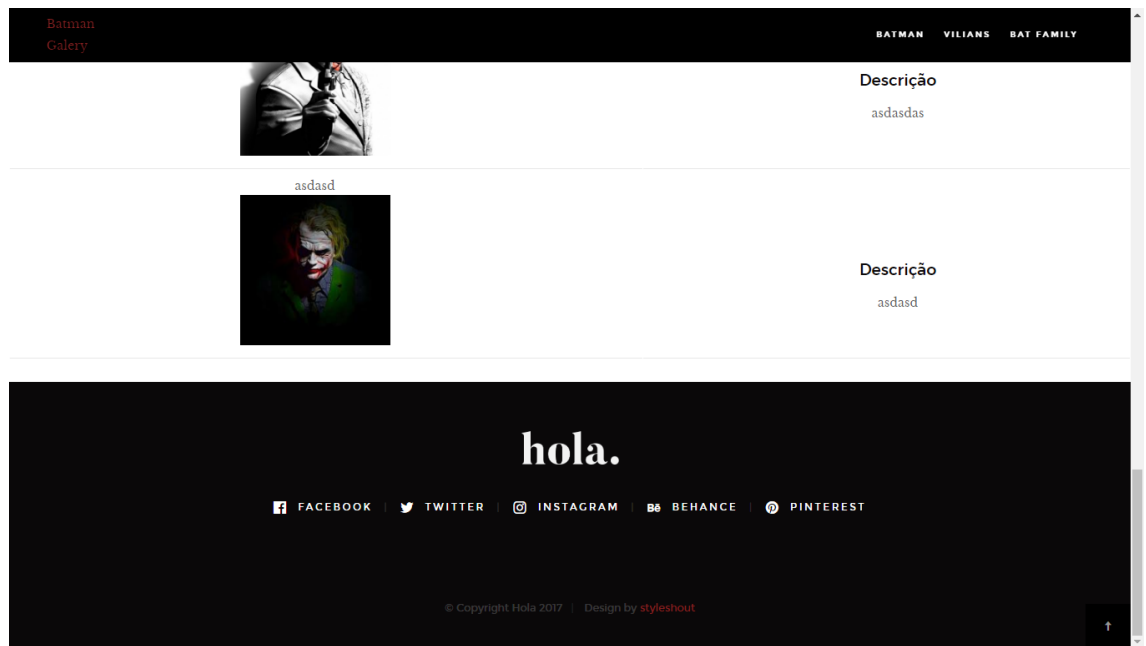 Batman
Galery
BATMAN VILIANS BAT FAMILY
Descrição
asdasdas
asdasd
Descrição
asdasd
hola.
FACEBOOK | TWITTER | INSTAGRAM | Bē BEHANCE | PINTEREST
© Copyright Hola 2017 | Design by styleshout